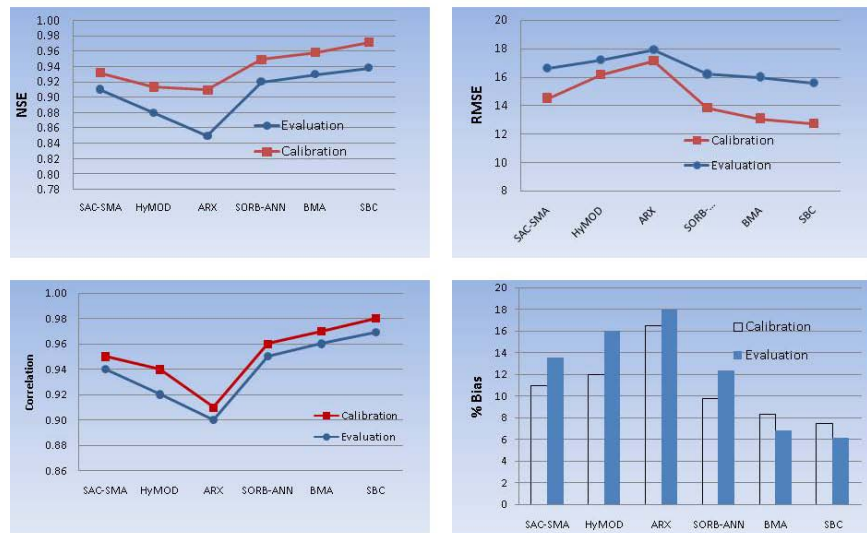 1.00
0.98
0.96
0.94
0.92
0.90
0.88
0.86
0.84
0.82
0.80
0.78
NSE
Evaluation
Calibration
SAC-SMA HyMOD ARX SORB-ANN BMA SBC
20
18
16
14
12
10
8
RMSE
Calibration
Evaluation
SAC-SMA HyMOD ARX SORB-... BMA SBC
1.00
0.98
0.96
0.94
0.92
0.90
0.88
0.86
Correlation
Calibration
Evaluation
SAC-SMA HyMOD ARX SORB-ANN BMA SBC
20
18
16
14
12
10
8
6
4
2
0
% Bias
Calibration
Evaluation
SAC-SMA HyMOD ARX SORB-ANN BMA SBC